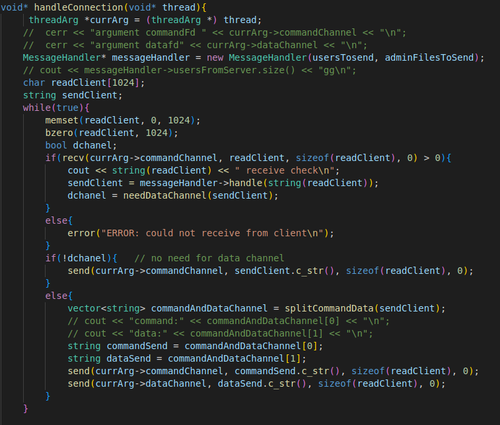 void* handleConnection(void* thread){
threadArg *currArg = (threadArg *) thread;
//  cerr << "argument commandFd " << currArg->commandChannel << "\n";
//  cerr << "argument datafd" << currArg->dataChannel << "\n";
MessageHandler* messageHandler = new MessageHandler(usersTosend, adminFilesToSend);
// cout << messageHandler->usersFromServer.size() << "gg\n";
char readClient[1024];
string sendClient;
while(true){
memset(readClient, 0, 1024);
bzero(readClient, 1024);
bool dchanel;
if(recv(currArg->commandChannel, readClient, sizeof(readClient), 0) > 0){
cout << string(readClient) << " receive check\n";
sendClient = messageHandler->handle(string(readClient));
dchanel = needDataChannel(sendClient);
}
else{
error("ERROR: could not receive from client\n");
}
if(!dchanel){   // no need for data channel
send(currArg->commandChannel, sendClient.c_str(), sizeof(readClient), 0);
}
else{
vector<string> commandAndDataChannel = splitCommandData(sendClient);
// cout << "command:" << commandAndDataChannel[0] << "\n";
// cout << "data:" << commandAndDataChannel[1] << "\n";
string commandSend = commandAndDataChannel[0];
string dataSend = commandAndDataChannel[1];
send(currArg->commandChannel, commandSend.c_str(), sizeof(readClient), 0);
send(currArg->dataChannel, dataSend.c_str(), sizeof(readClient), 0);
}
}